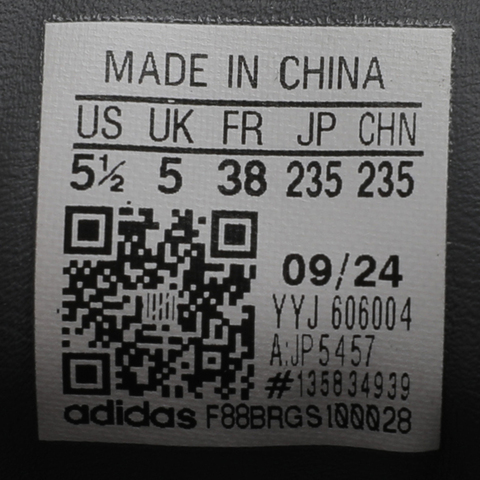 MADE IN CHINA
US UK FR JP CHN
5½ 5 38 235 235
09/24
YYJ 606004
A:JP5457
#135834939
adidas F88BRGS100028